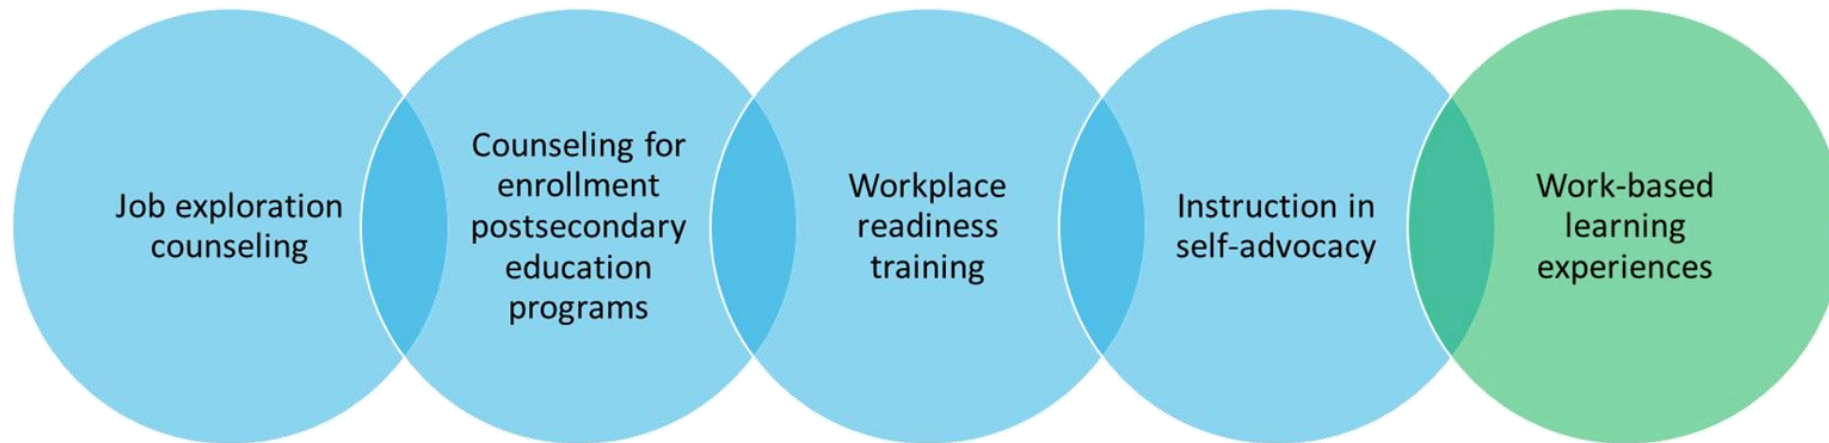 Job exploration
counseling
Counseling for
enrollment
postsecondary
education
programs
Workplace
readiness
training
Instruction in
self-advocacy
Work-based
learning
experiences